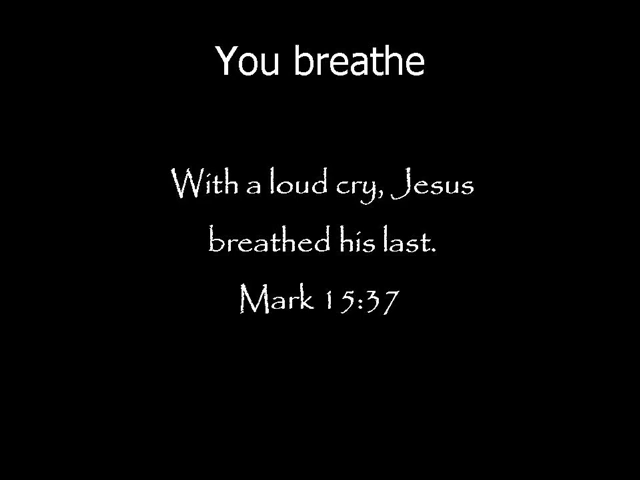 You breathe
With a loud cry, Jesus
breathed his last.
Mark 15:37